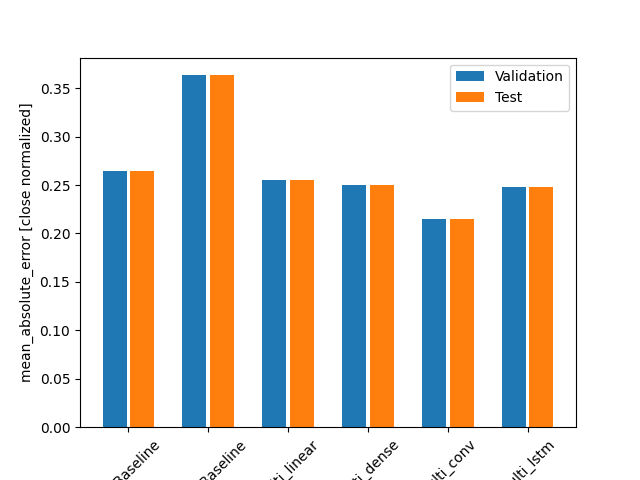 Validation
Test
mean_absolute_error [close normalized]
0.35
0.30
0.25
0.20
0.15
0.10
0.05
0.00
Baseline
Baseline
ti_linear
ti_dense
ulti_conv
ulti_lstm